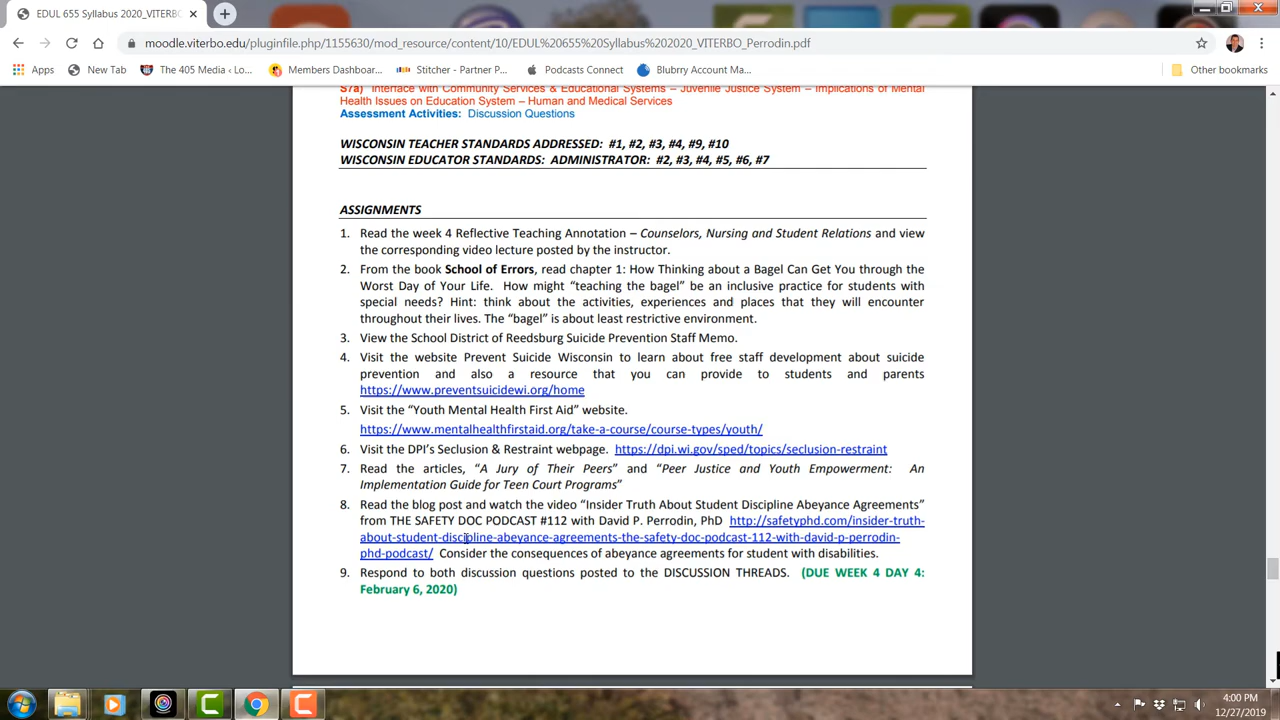 EDUL 655 Syllabus 2020_VITERBO
moodle.viterbo.edu/pluginfile.php/1155630/mod_resource/content/10/EDUL%20655%20Syllabus%202020_VITERBO_Perrodin.pdf
Apps New Tab The 405 Media ‹ Lo... Members Dashboar... Stitcher - Partner P... Podcasts Connect Blubrry Account Ma... Other bookmarks
S7a) Interface with Community Services & Educational Systems – Juvenile Justice System – Implications of Mental
Health Issues on Education System – Human and Medical Services
Assessment Activities: Discussion Questions
WISCONSIN TEACHER STANDARDS ADDRESSED: #1, #2, #3, #4, #9, #10
WISCONSIN EDUCATOR STANDARDS: ADMINISTRATOR: #2, #3, #4, #5, #6, #7
ASSIGNMENTS
1. Read the week 4 Reflective Teaching Annotation – Counselors, Nursing and Student Relations and view
the corresponding video lecture posted by the instructor.
2. From the book School of Errors, read chapter 1: How Thinking about a Bagel Can Get You through the
Worst Day of Your Life. How might “teaching the bagel” be an inclusive practice for students with
special needs? Hint: think about the activities, experiences and places that they will encounter
throughout their lives. The “bagel” is about least restrictive environment.
3. View the School District of Reedsburg Suicide Prevention Staff Memo.
4. Visit the website Prevent Suicide Wisconsin to learn about free staff development about suicide
prevention and also a resource that you can provide to students and parents
https://www.preventsuicidewi.org/home
5. Visit the “Youth Mental Health First Aid” website.
https://www.mentalhealthfirstaid.org/take-a-course/course-types/youth/
6. Visit the DPI’s Seclusion & Restraint webpage. https://dpi.wi.gov/sped/topics/seclusion-restraint
7. Read the articles, “A Jury of Their Peers” and “Peer Justice and Youth Empowerment: An
Implementation Guide for Teen Court Programs”
8. Read the blog post and watch the video “Insider Truth About Student Discipline Abeyance Agreements”
from THE SAFETY DOC PODCAST #112 with David P. Perrodin, PhD http://safetyphd.com/insider-truth-
about-student-discipline-abeyance-agreements-the-safety-doc-podcast-112-with-david-p-perrodin-
phd-podcast/ Consider the consequences of abeyance agreements for student with disabilities.
9. Respond to both discussion questions posted to the DISCUSSION THREADS. (DUE WEEK 4 DAY 4:
February 6, 2020)
4:00 PM
12/27/2019